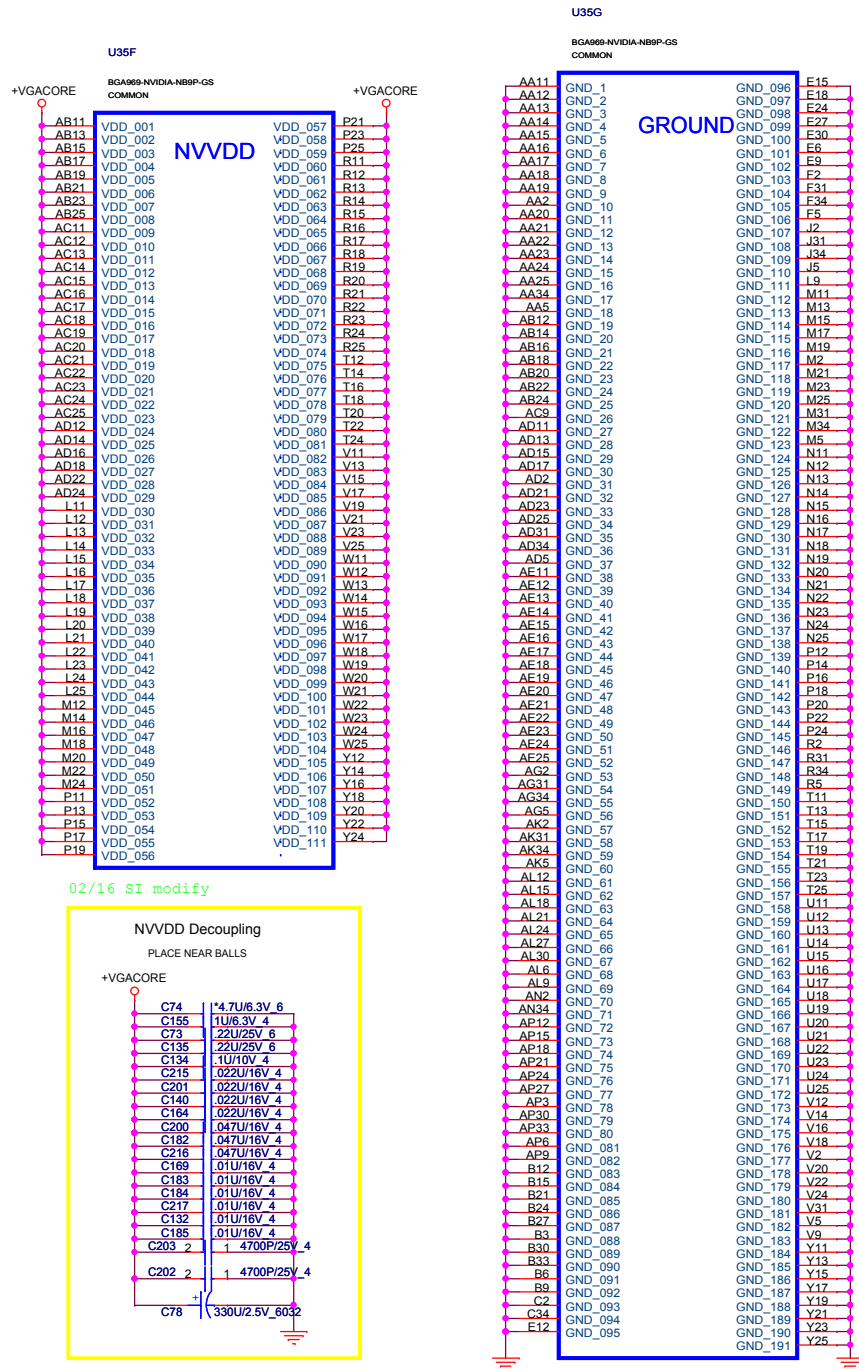 U35F
BGA969-NVIDIA-NB9P-GS
COMMON
+VGACORE +VGACORE
NVVDD
AB11 VDD_001 VDD_057 P21
AB13 VDD_002 VDD_058 P23
AB15 VDD_003 VDD_059 P25
AB17 VDD_004 VDD_060 R11
AB19 VDD_005 VDD_061 R12
AB21 VDD_006 VDD_062 R13
AB23 VDD_007 VDD_063 R14
AB25 VDD_008 VDD_064 R15
AC11 VDD_009 VDD_065 R16
AC12 VDD_010 VDD_066 R17
AC13 VDD_011 VDD_067 R18
AC14 VDD_012 VDD_068 R19
AC15 VDD_013 VDD_069 R20
AC16 VDD_014 VDD_070 R21
AC17 VDD_015 VDD_071 R22
AC18 VDD_016 VDD_072 R23
AC19 VDD_017 VDD_073 R24
AC20 VDD_018 VDD_074 R25
AC21 VDD_019 VDD_075 T12
AC22 VDD_020 VDD_076 T14
AC23 VDD_021 VDD_077 T16
AC24 VDD_022 VDD_078 T18
AC25 VDD_023 VDD_079 T20
AD12 VDD_024 VDD_080 T22
AD14 VDD_025 VDD_081 T24
AD16 VDD_026 VDD_082 V11
AD18 VDD_027 VDD_083 V13
AD22 VDD_028 VDD_084 V15
AD24 VDD_029 VDD_085 V17
L11 VDD_030 VDD_086 V19
L12 VDD_031 VDD_087 V21
L13 VDD_032 VDD_088 V23
L14 VDD_033 VDD_089 V25
L15 VDD_034 VDD_090 W11
L16 VDD_035 VDD_091 W12
L17 VDD_036 VDD_092 W13
L18 VDD_037 VDD_093 W14
L19 VDD_038 VDD_094 W15
L20 VDD_039 VDD_095 W16
L21 VDD_040 VDD_096 W17
L22 VDD_041 VDD_097 W18
L23 VDD_042 VDD_098 W19
L24 VDD_043 VDD_099 W20
L25 VDD_044 VDD_100 W21
M12 VDD_045 VDD_101 W22
M14 VDD_046 VDD_102 W23
M16 VDD_047 VDD_103 W24
M18 VDD_048 VDD_104 W25
M20 VDD_049 VDD_105 Y12
M22 VDD_050 VDD_106 Y14
M24 VDD_051 VDD_107 Y16
P11 VDD_052 VDD_108 Y18
P13 VDD_053 VDD_109 Y20
P15 VDD_054 VDD_110 Y22
P17 VDD_055 VDD_111 Y24
P19 VDD_056
02/16 SI modify
NVVDD Decoupling
PLACE NEAR BALLS
+VGACORE
C74 *4.7U/6.3V_6
C155 1U/6.3V_4
C73 .22U/25V_6
C135 .22U/25V_6
C134 .1U/10V_4
C215 .022U/16V_4
C201 .022U/16V_4
C140 .022U/16V_4
C164 .022U/16V_4
C200 .047U/16V_4
C182 .047U/16V_4
C216 .047U/16V_4
C169 .01U/16V_4
C183 .01U/16V_4
C184 .01U/16V_4
C217 .01U/16V_4
C132 .01U/16V_4
C185 .01U/16V_4
C203 2 1 4700P/25V_4
C202 2 1 4700P/25V_4
+
C78 330U/2.5V_6032
U35G
BGA969-NVIDIA-NB9P-GS
COMMON
GROUND
AA11 GND_1 GND_096 E15
AA12 GND_2 GND_097 E18
AA13 GND_3 GND_098 E24
AA14 GND_4 GND_099 E27
AA15 GND_5 GND_100 E30
AA16 GND_6 GND_101 E6
AA17 GND_7 GND_102 E9
AA18 GND_8 GND_103 F2
AA19 GND_9 GND_104 F31
AA2 GND_10 GND_105 F34
AA20 GND_11 GND_106 F5
AA21 GND_12 GND_107 J2
AA22 GND_13 GND_108 J31
AA23 GND_14 GND_109 J34
AA24 GND_15 GND_110 J5
AA25 GND_16 GND_111 L9
AA34 GND_17 GND_112 M11
AA5 GND_18 GND_113 M13
AB12 GND_19 GND_114 M15
AB14 GND_20 GND_115 M17
AB16 GND_21 GND_116 M19
AB18 GND_22 GND_117 M2
AB20 GND_23 GND_118 M21
AB22 GND_24 GND_119 M23
AB24 GND_25 GND_120 M25
AC9 GND_26 GND_121 M31
AD11 GND_27 GND_122 M34
AD13 GND_28 GND_123 M5
AD15 GND_29 GND_124 N11
AD17 GND_30 GND_125 N12
AD2 GND_31 GND_126 N13
AD21 GND_32 GND_127 N14
AD23 GND_33 GND_128 N15
AD25 GND_34 GND_129 N16
AD31 GND_35 GND_130 N17
AD34 GND_36 GND_131 N18
AD5 GND_37 GND_132 N19
AE11 GND_38 GND_133 N20
AE12 GND_39 GND_134 N21
AE13 GND_40 GND_135 N22
AE14 GND_41 GND_136 N23
AE15 GND_42 GND_137 N24
AE16 GND_43 GND_138 N25
AE17 GND_44 GND_139 P12
AE18 GND_45 GND_140 P14
AE19 GND_46 GND_141 P16
AE20 GND_47 GND_142 P18
AE21 GND_48 GND_143 P20
AE22 GND_49 GND_144 P22
AE23 GND_50 GND_145 P24
AE24 GND_51 GND_146 R2
AE25 GND_52 GND_147 R31
AG2 GND_53 GND_148 R34
AG31 GND_54 GND_149 R5
AG34 GND_55 GND_150 T11
AG5 GND_56 GND_151 T13
AK2 GND_57 GND_152 T15
AK31 GND_58 GND_153 T17
AK34 GND_59 GND_154 T19
AK5 GND_60 GND_155 T21
AL12 GND_61 GND_156 T23
AL15 GND_62 GND_157 T25
AL18 GND_63 GND_158 U11
AL21 GND_64 GND_159 U12
AL24 GND_65 GND_160 U13
AL27 GND_66 GND_161 U14
AL30 GND_67 GND_162 U15
AL6 GND_68 GND_163 U16
AL9 GND_69 GND_164 U17
AN2 GND_70 GND_165 U18
AN34 GND_71 GND_166 U19
AP12 GND_72 GND_167 U20
AP15 GND_73 GND_168 U21
AP18 GND_74 GND_169 U22
AP21 GND_75 GND_170 U23
AP24 GND_76 GND_171 U24
AP27 GND_77 GND_172 U25
AP3 GND_78 GND_173 V12
AP30 GND_79 GND_174 V14
AP33 GND_80 GND_175 V16
AP6 GND_081 GND_176 V18
AP9 GND_082 GND_177 V2
B12 GND_083 GND_178 V20
B15 GND_084 GND_179 V22
B21 GND_085 GND_180 V24
B24 GND_086 GND_181 V31
B27 GND_087 GND_182 V5
B3 GND_088 GND_183 V9
B30 GND_089 GND_184 Y11
B33 GND_090 GND_185 Y13
B6 GND_091 GND_186 Y15
B9 GND_092 GND_187 Y17
C2 GND_093 GND_188 Y19
C34 GND_094 GND_189 Y21
E12 GND_095 GND_190 Y23
GND_191 Y25